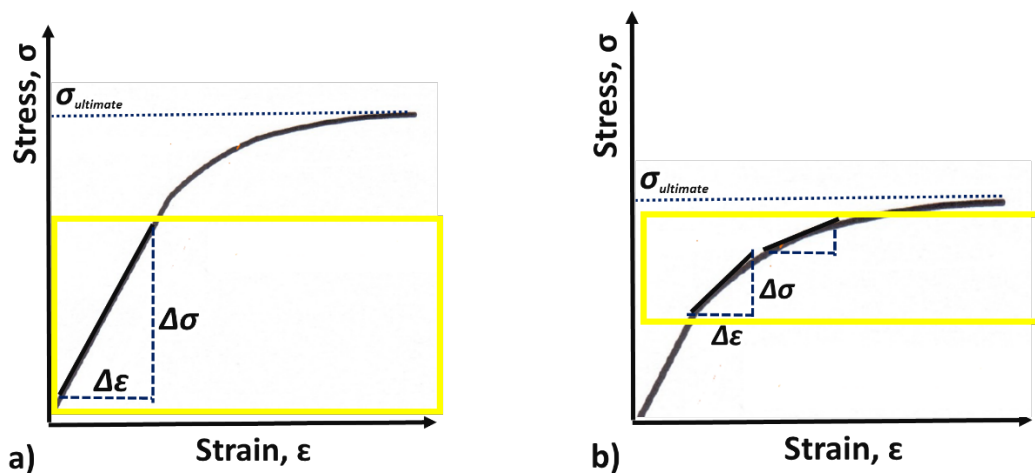 Stress, σ
σultimate
Δσ
Δε
Strain, ε
a)
Stress, σ
σultimate
Δσ
Δε
Strain, ε
b)